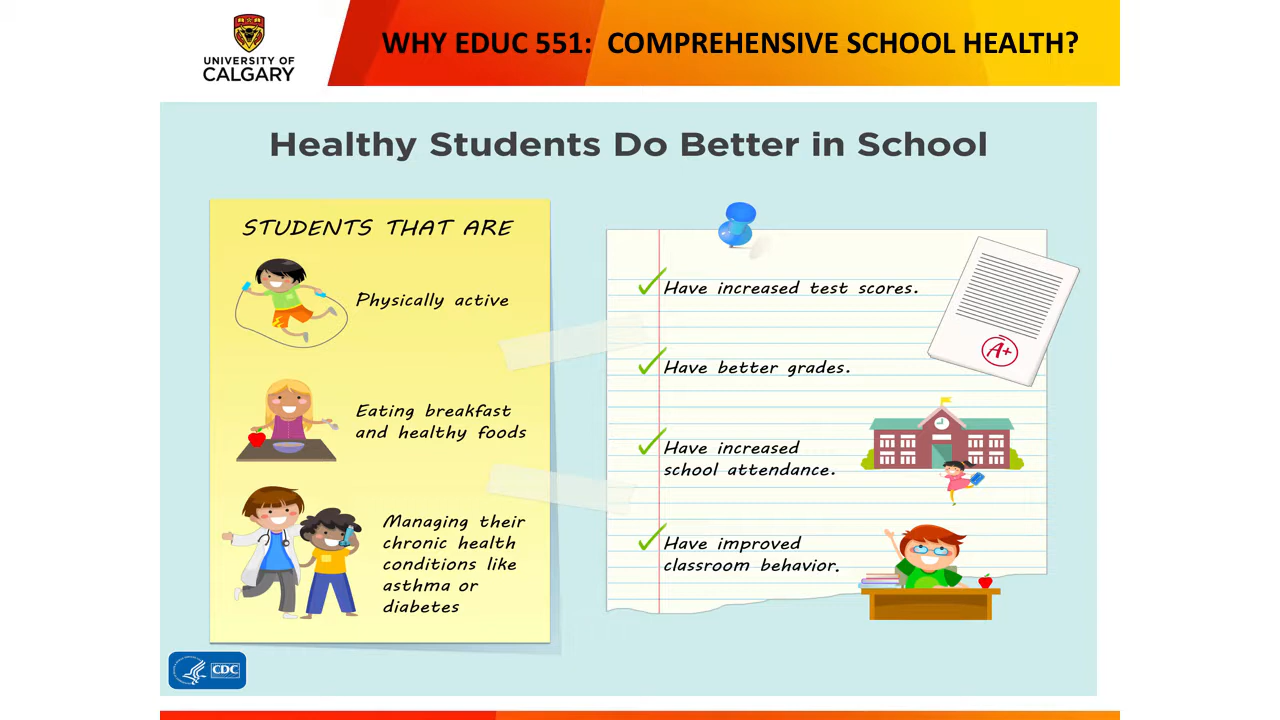 UNIVERSITY OF
CALGARY
WHY EDUC 551: COMPREHENSIVE SCHOOL HEALTH?
Healthy Students Do Better in School
STUDENTS THAT ARE
Physically active
Eating breakfast
and healthy foods
Managing their
chronic health
conditions like
asthma or
diabetes
Have increased test scores.
Have better grades.
Have increased
school attendance.
Have improved
classroom behavior.
A+
CDC